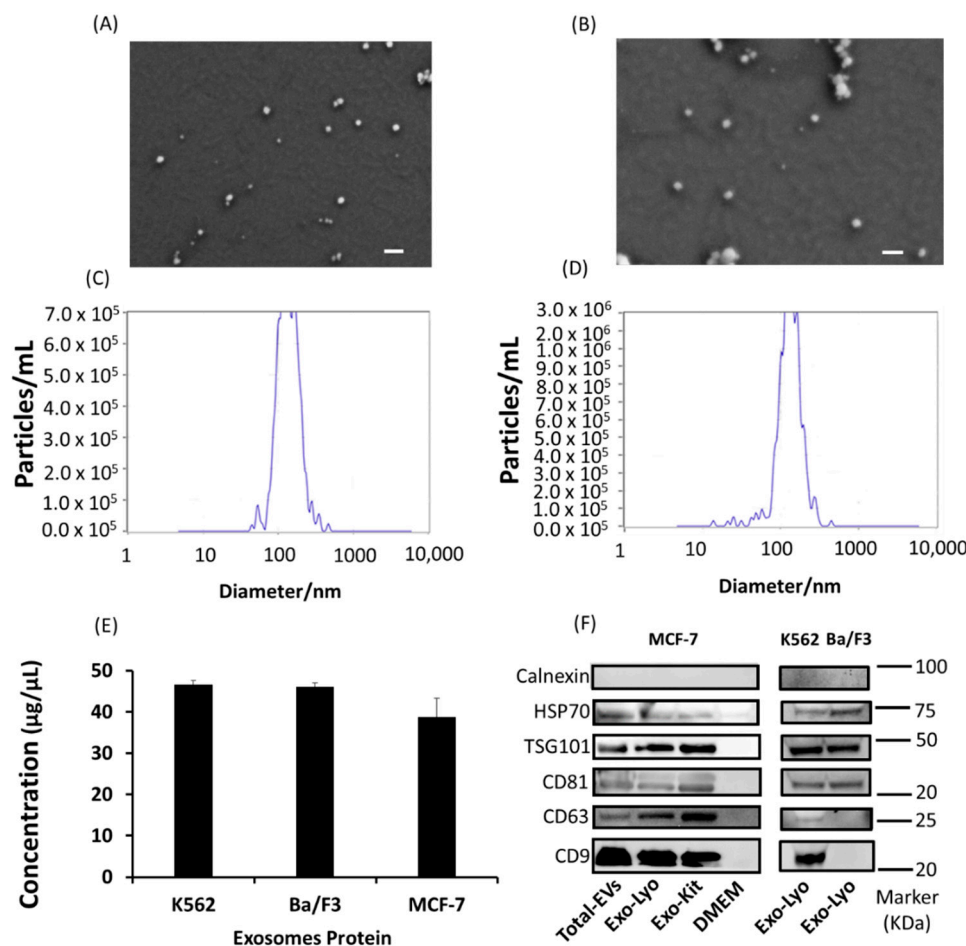 (A)
(B)
(C)
Particles/mL
7.0 x 10⁵
6.0 x 10⁵
5.0 x 10⁵
4.0 x 10⁵
3.0 x 10⁵
2.0 x 10⁵
1.0 x 10⁵
0.0 x 10⁵
1 10 100 1000 10,000
Diameter/nm
(D)
Particles/mL
3.0 x 10⁶
2.0 x 10⁶
1.0 x 10⁶
1.0 x 10⁶
9.0 x 10⁵
8.0 x 10⁵
7.0 x 10⁵
6.0 x 10⁵
5.0 x 10⁵
4.0 x 10⁵
3.0 x 10⁵
2.0 x 10⁵
1.0 x 10⁵
0.0 x 10⁵
1 10 100 1000 10,000
Diameter/nm
(E)
Concentration (µg/µL)
50
40
30
20
10
0
K562 Ba/F3 MCF-7
Exosomes Protein
(F)
MCF-7 K562 Ba/F3
Calnexin 100
HSP70 75
TSG101 50
CD81 20
CD63 25
CD9 20
Total-EVs Exo-Lyo Exo-Kit DMEM Exo-Lyo Exo-Lyo
Marker
(KDa)